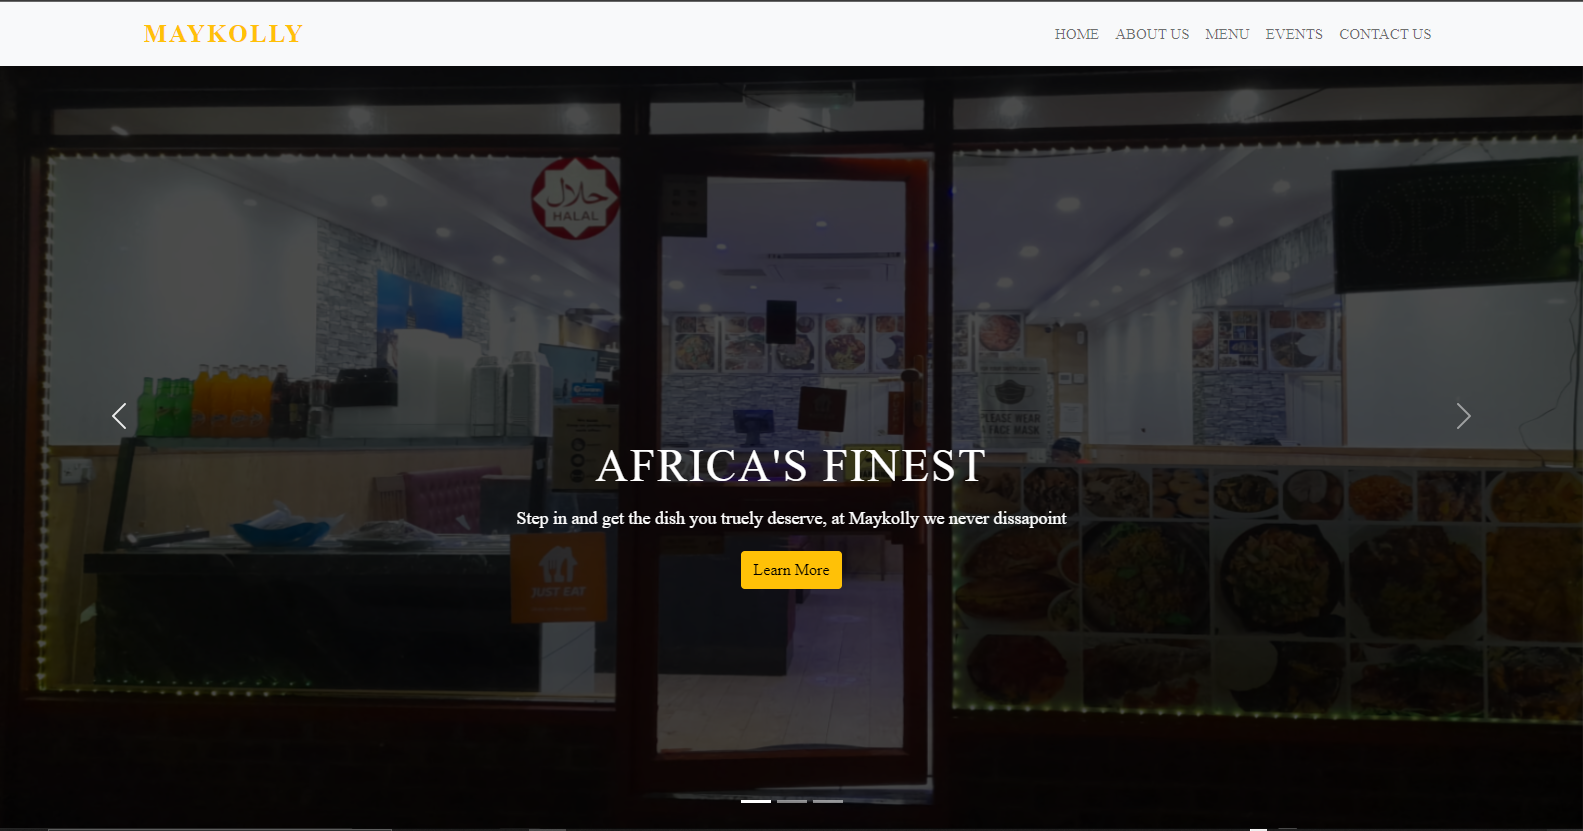 MAYKOLLY
HOME ABOUT US MENU EVENTS CONTACT US
حلال
HALAL
OPEN
PLEASE WEAR
A FACE MASK
AFRICA'S FINEST
Step in and get the dish you truely deserve, at Maykolly we never dissapoint
Learn More
JUST EAT